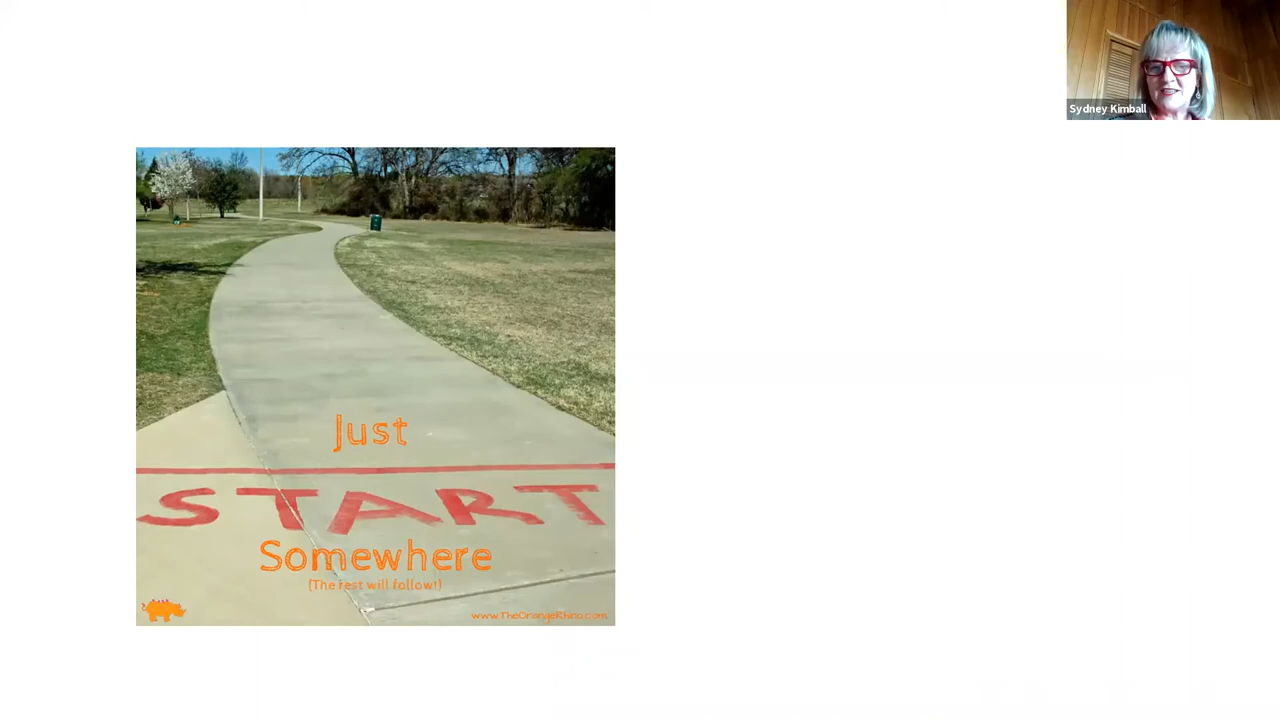 Sydney Kimball
Just
START
Somewhere
(The rest will follow!)
www.TheOrangeRhino.com